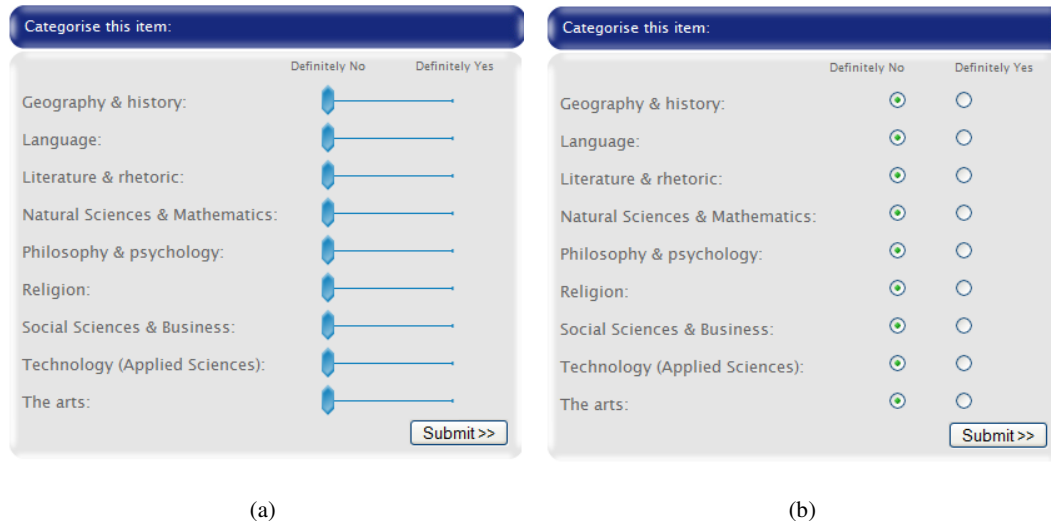 Categorise this item:
Definitely No Definitely Yes
Geography & history:
Language:
Literature & rhetoric:
Natural Sciences & Mathematics:
Philosophy & psychology:
Religion:
Social Sciences & Business:
Technology (Applied Sciences):
The arts:
Submit >>
(a)
Categorise this item:
Definitely No Definitely Yes
Geography & history:
Language:
Literature & rhetoric:
Natural Sciences & Mathematics:
Philosophy & psychology:
Religion:
Social Sciences & Business:
Technology (Applied Sciences):
The arts:
Submit >>
(b)